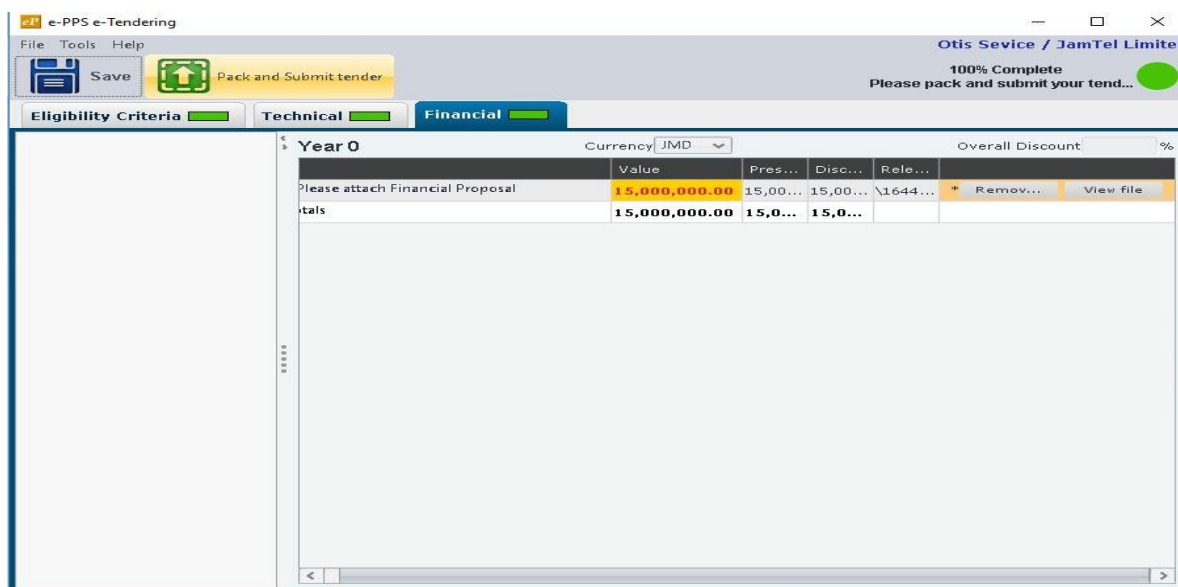 eP e-PPS e-Tendering
File Tools Help
Otis Sevice / JamTel Limite
Save
Pack and Submit tender
100% Complete
Please pack and submit your tend...
Eligibility Criteria
Technical
Financial
Year 0
Currency JMD
Overall Discount %
Value Pres... Disc... Rele...
Please attach Financial Proposal 15,000,000.00 15,00... 15,00... \1644... * Remov... View file
tals 15,000,000.00 15,0... 15,0...